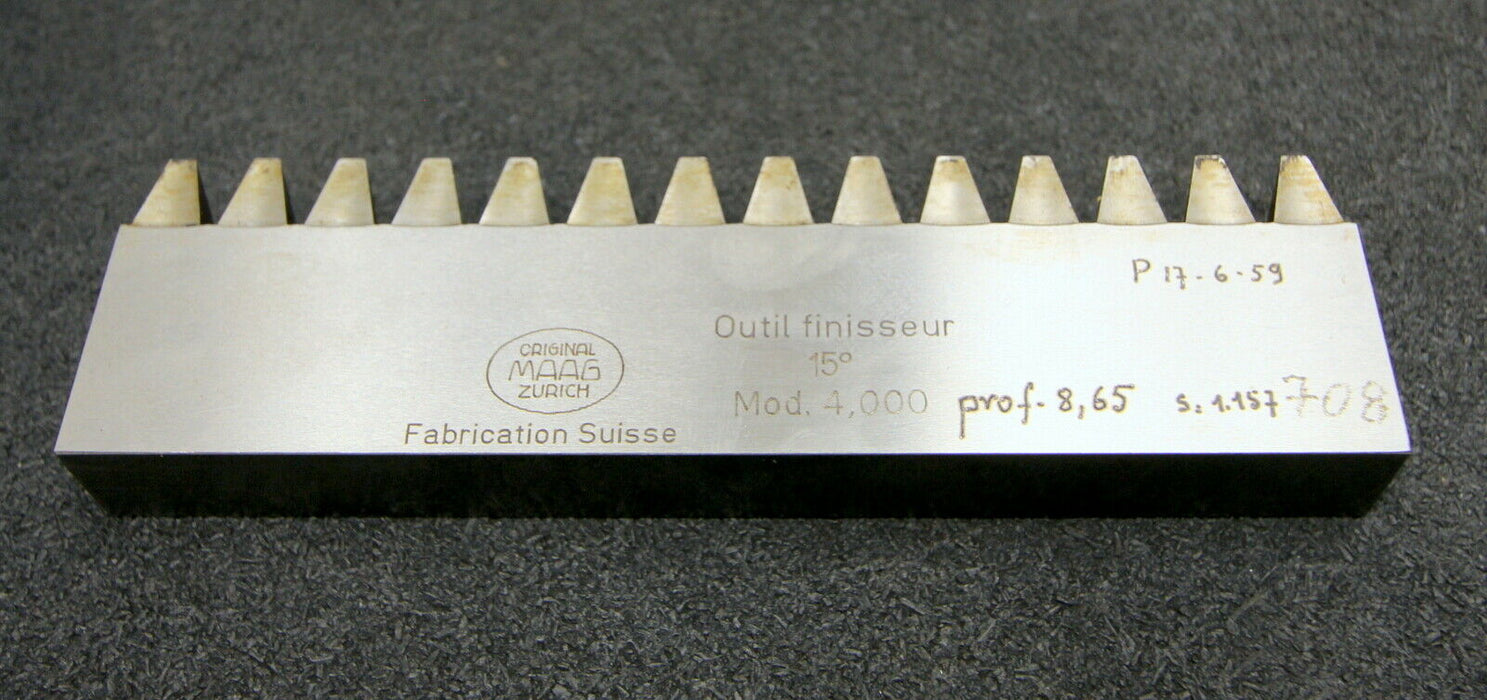 P 17-6-59
Outil finisseur
15°
Mod. 4,000 prof. 8,65 s: 1.157 708
ORIGINAL
MAAG
ZURICH
Fabrication Suisse